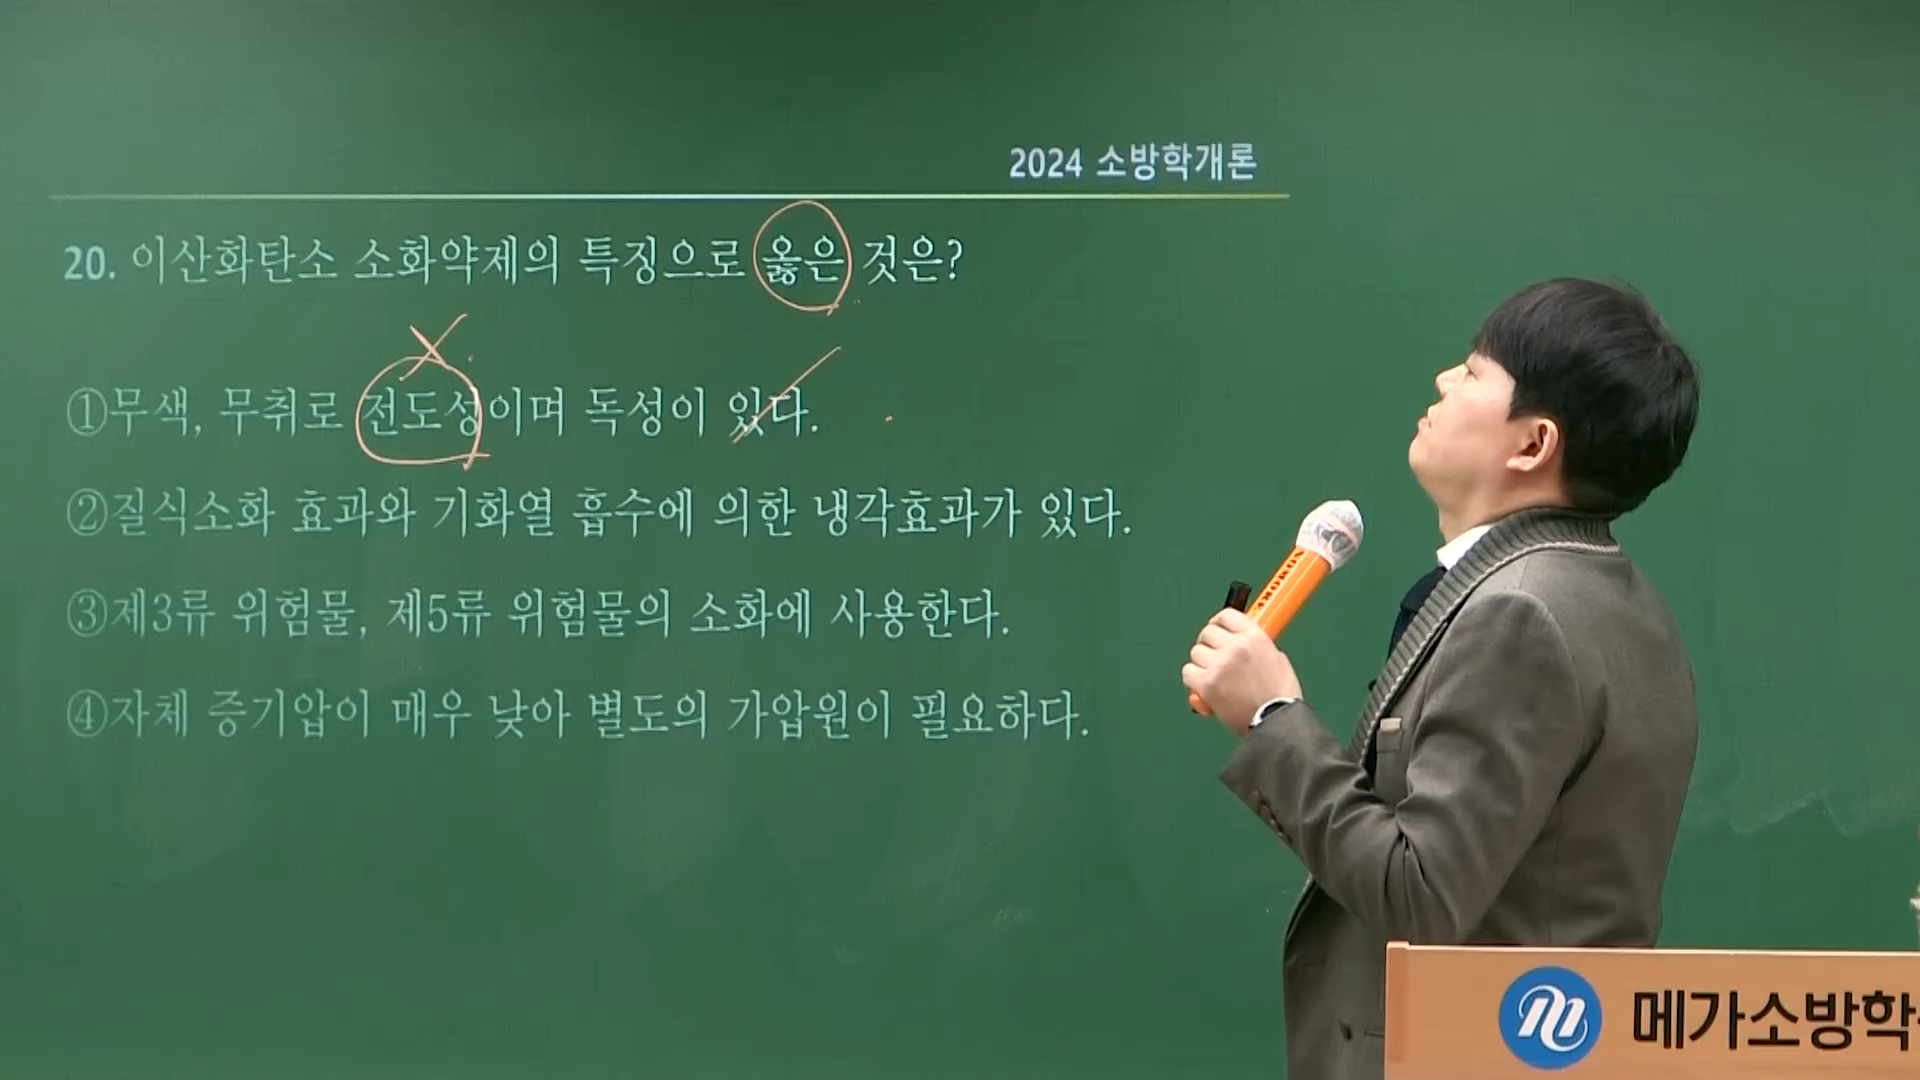 2024 소방학개론
20. 이산화탄소 소화약제의 특징으로 옳은 것은?
①무색, 무취로 전도성이며 독성이 있다.
②질식소화 효과와 기화열 흡수에 의한 냉각효과가 있다.
③제3류 위험물, 제5류 위험물의 소화에 사용한다.
④자체 증기압이 매우 낮아 별도의 가압원이 필요하다.
메가소방학